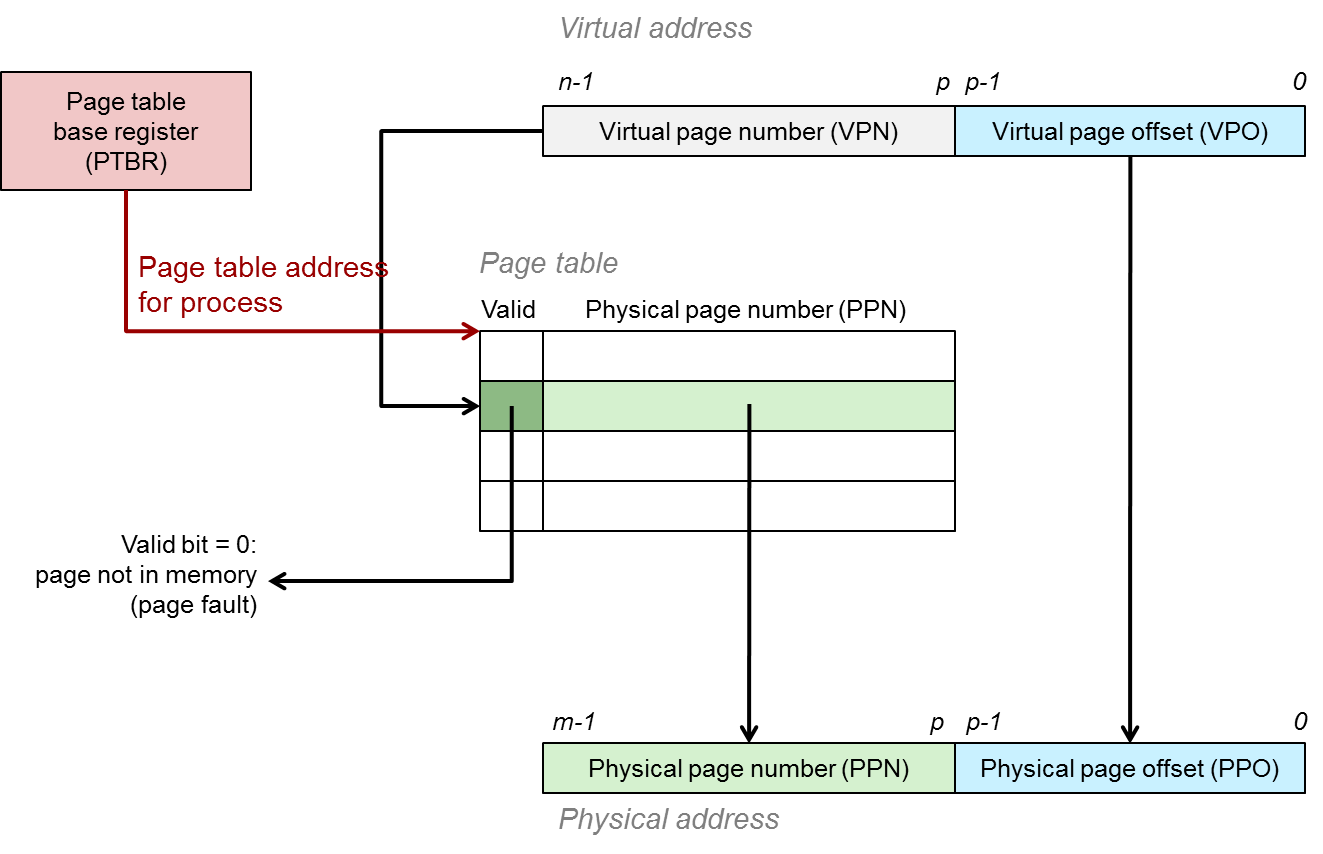 Virtual address
n-1 p p-1 0
Page table
base register
(PTBR)
Virtual page number (VPN) Virtual page offset (VPO)
Page table address
for process
Page table
Valid Physical page number (PPN)
Valid bit = 0:
page not in memory
(page fault)
m-1 p p-1 0
Physical page number (PPN) Physical page offset (PPO)
Physical address